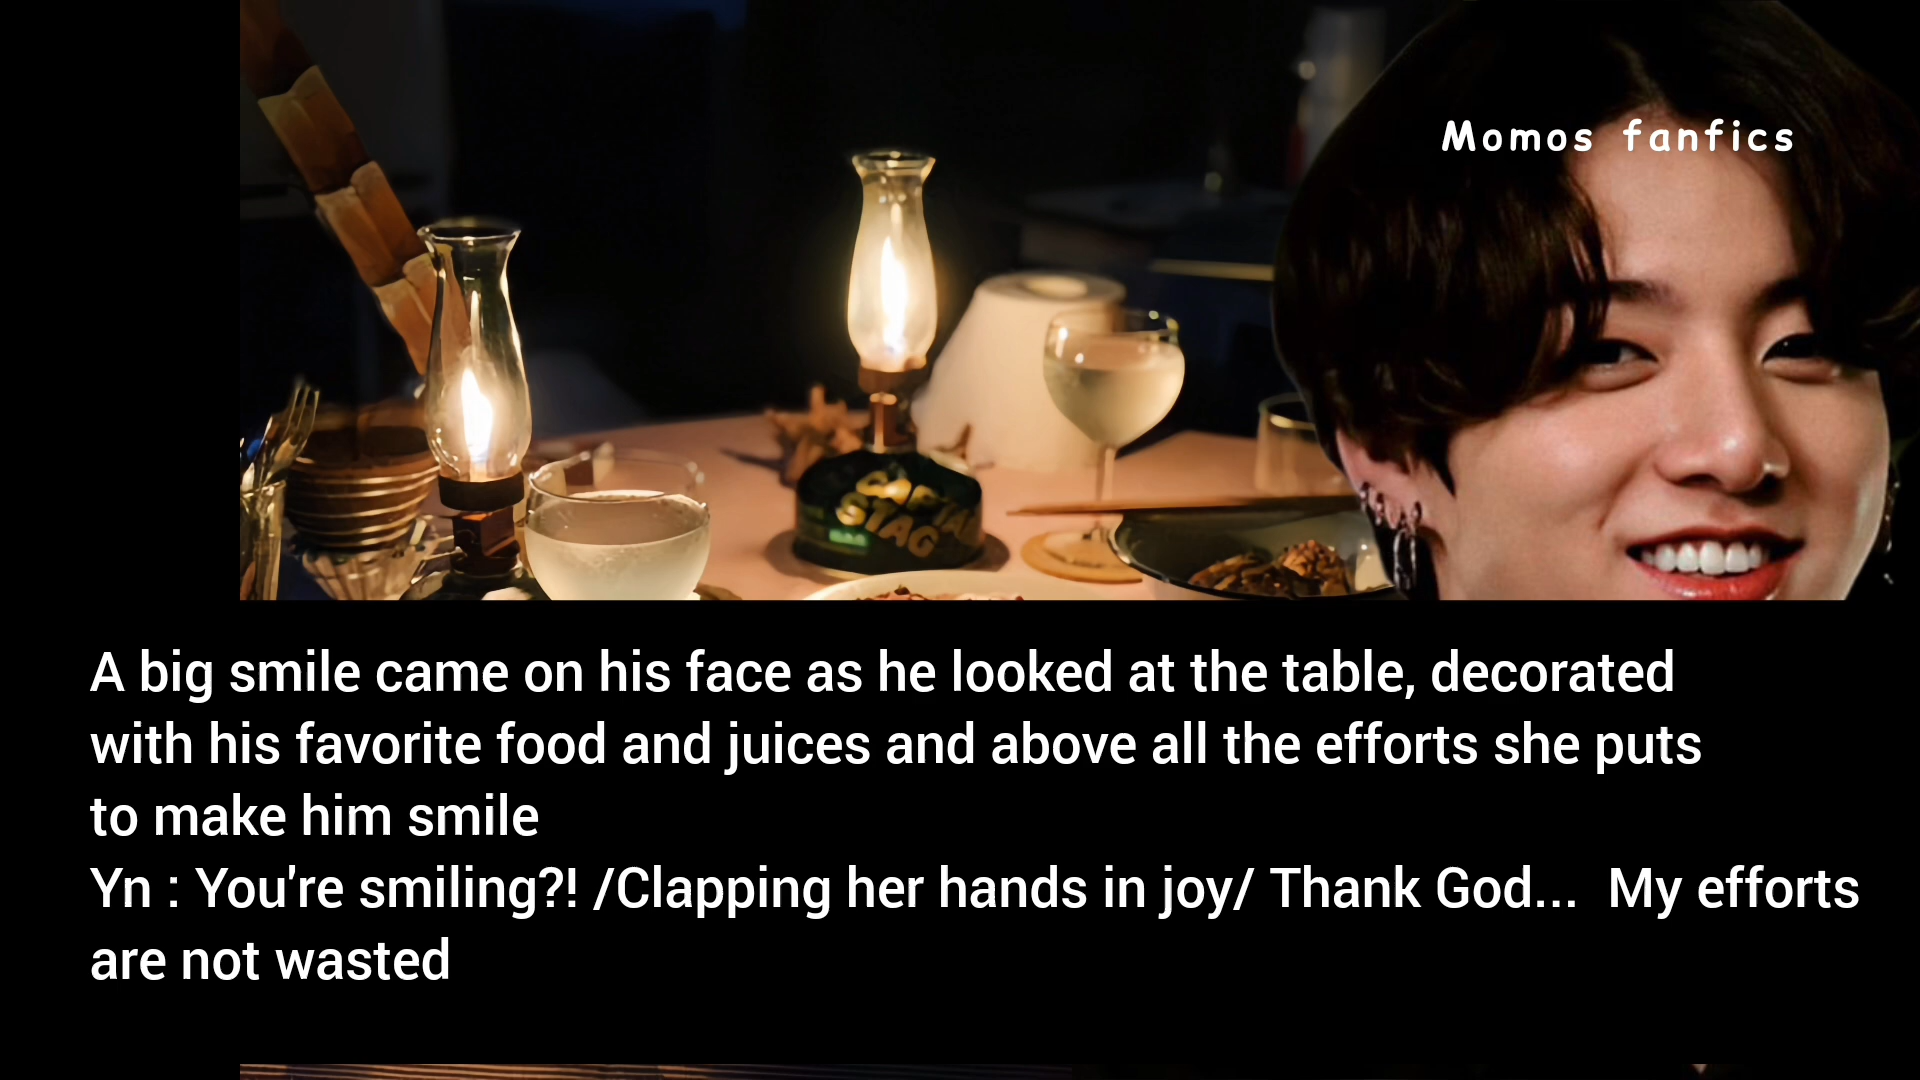 Momos fanfics
CAPTAIN
STAG
A big smile came on his face as he looked at the table, decorated
with his favorite food and juices and above all the efforts she puts
to make him smile
Yn : You're smiling?! /Clapping her hands in joy/ Thank God...  My efforts
are not wasted